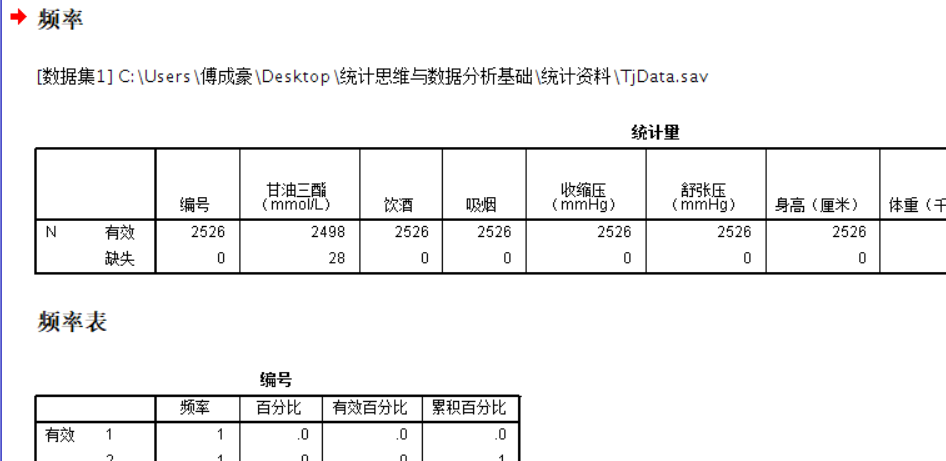 频率
[数据集1] C:\Users\傅成豪\Desktop\统计思维与数据分析基础\统计资料\TjData.sav
统计量
编号 甘油三酯(mmol/L) 饮酒 吸烟 收缩压(mmHg) 舒张压(mmHg) 身高（厘米） 体重（千
N 有效 2526 2498 2526 2526 2526 2526 2526
缺失 0 28 0 0 0 0 0
频率表
编号
频率 百分比 有效百分比 累积百分比
有效 1 1 .0 .0 .0
2 1 .0 .0 .1